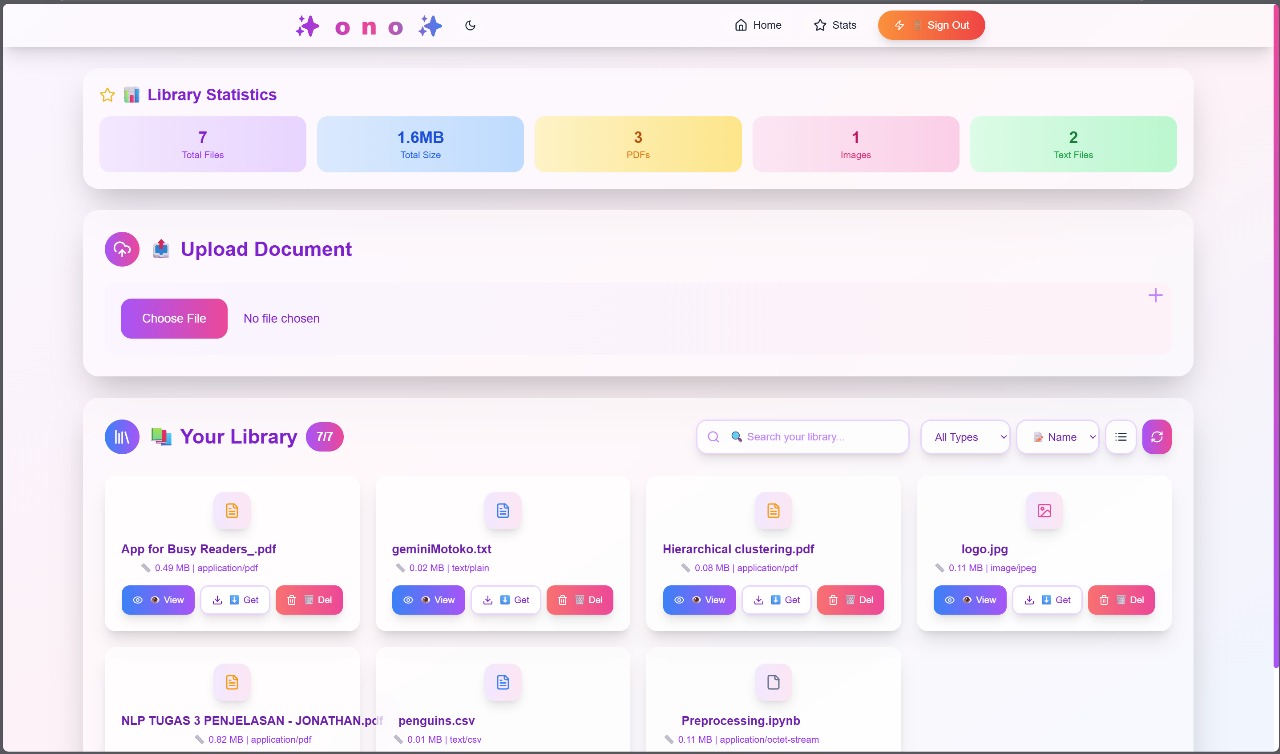 ono
Home
Stats
Sign Out
Library Statistics
7
Total Files
1.6MB
Total Size
3
PDFs
1
Images
2
Text Files
Upload Document
Choose File
No file chosen
Your Library
7/7
Search your library...
All Types
Name
App for Busy Readers_.pdf
0.49 MB | application/pdf
View
Get
Del
geminiMotoko.txt
0.02 MB | text/plain
View
Get
Del
Hierarchical clustering.pdf
0.08 MB | application/pdf
View
Get
Del
logo.jpg
0.11 MB | image/jpeg
View
Get
Del
NLP TUGAS 3 PENJELASAN - JONATHAN.pdf
0.82 MB | application/pdf
penguins.csv
0.01 MB | text/csv
Preprocessing.ipynb
0.11 MB | application/octet-stream